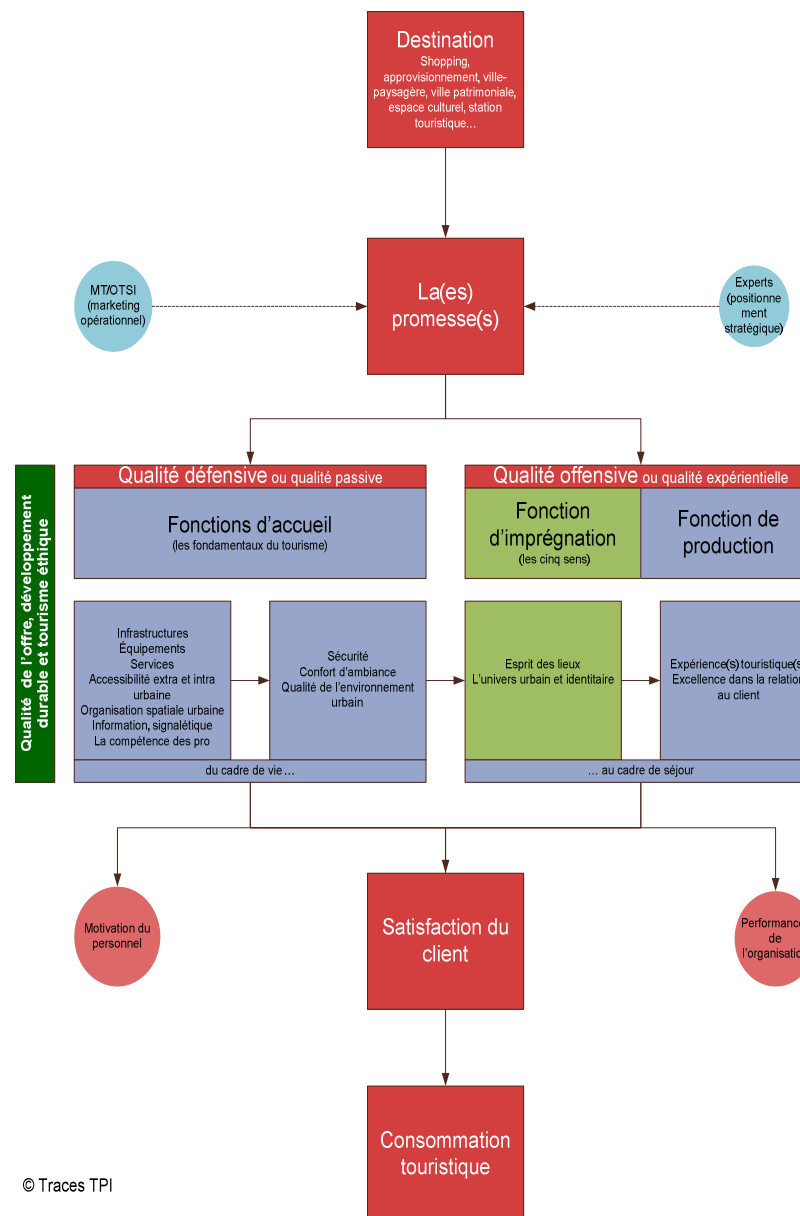 Destination
Shopping,
approvisionnement, ville-
paysagère, ville patrimoniale,
espace culturel, station
touristique…
MT/OTSI
(marketing
opérationnel)
La(es)
promesse(s)
Experts
(positionne
ment
stratégique)
Qualité de l’offre, développement
durable et tourisme éthique
Qualité défensive ou qualité passive
Fonctions d’accueil
(les fondamentaux du tourisme)
Qualité offensive ou qualité expérientielle
Fonction
d’imprégnation
(les cinq sens)
Fonction de
production
Infrastructures
Équipements
Services
Accessibilité extra et intra
urbaine
Organisation spatiale urbaine
Information, signalétique
La compétence des pro
Sécurité
Confort d’ambiance
Qualité de l’environnement
urbain
Esprit des lieux
L’univers urbain et identitaire
Expérience(s) touristique(s
Excellence dans la relation
au client
du cadre de vie…
… au cadre de séjour
Motivation du
personnel
Satisfaction du
client
Performance
de
l’organisatio
Consommation
touristique
© Traces TPI